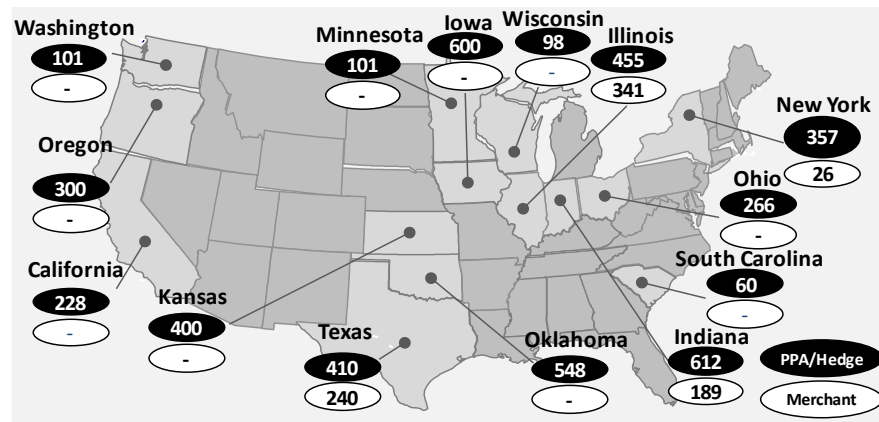 Washington
101
-
Minnesota
101
-
Iowa
600
-
Wisconsin
98
-
Illinois
455
341
New York
357
26
Oregon
300
-
Ohio
266
-
California
228
-
Kansas
400
-
South Carolina
60
-
Texas
410
240
Oklahoma
548
-
Indiana
612
189
PPA/Hedge
Merchant